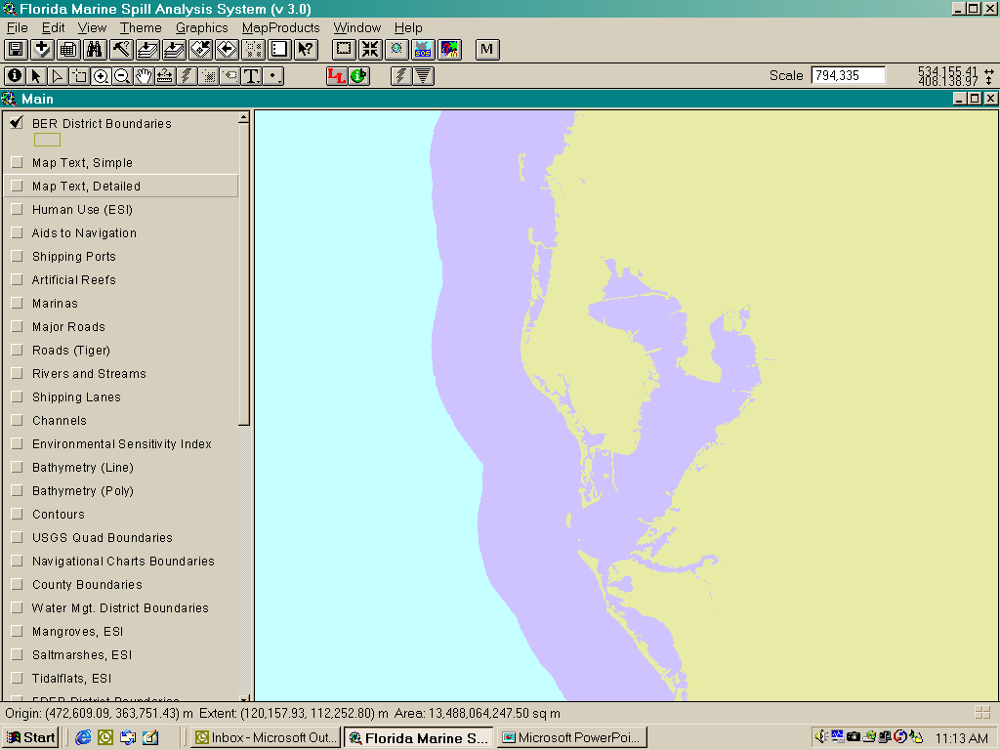 Florida Marine Spill Analysis System (v 3.0)
File Edit View Theme Graphics MapProducts Window Help
M
T
LL
Scale 794,335
534,155.41
408,138.97
Main
BER District Boundaries
Map Text, Simple
Map Text, Detailed
Human Use (ESI)
Aids to Navigation
Shipping Ports
Artificial Reefs
Marinas
Major Roads
Roads (Tiger)
Rivers and Streams
Shipping Lanes
Channels
Environmental Sensitivity Index
Bathymetry (Line)
Bathymetry (Poly)
Contours
USGS Quad Boundaries
Navigational Charts Boundaries
County Boundaries
Water Mgt. District Boundaries
Mangroves, ESI
Saltmarshes, ESI
Tidalflats, ESI
FDEP District Boundaries
Origin: (472,609.09, 363,751.43) m Extent: (120,157.93, 112,252.80) m Area: 13,488,064,247.50 sq m
Start Inbox - Microsoft Out... Florida Marine S... Microsoft PowerPoi... 11:13 AM